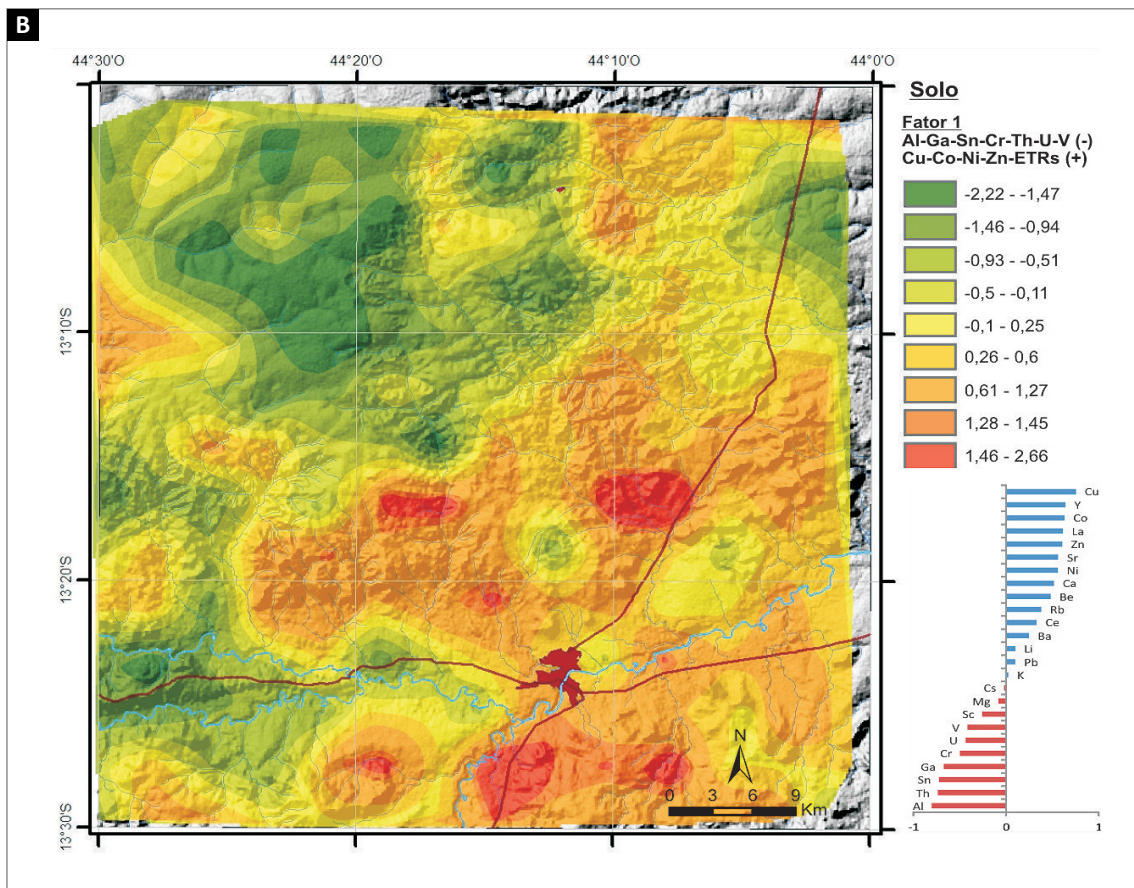 B
44°30'O
44°20'O
44°10'O
44°0'O
13°10'S
13°20'S
13°30'S
N
0 3 6 9
Km
Solo
Fator 1
Al-Ga-Sn-Cr-Th-U-V (-)
Cu-Co-Ni-Zn-ETRs (+)
-2,22 - -1,47
-1,46 - -0,94
-0,93 - -0,51
-0,5 - -0,11
-0,1 - 0,25
0,26 - 0,6
0,61 - 1,27
1,28 - 1,45
1,46 - 2,66
Cu
Y
Co
La
Zn
Sr
Ni
Ca
Be
Rb
Ce
Ba
Li
Pb
K
Cs
Mg
Sc
V
U
Cr
Ga
Sn
Th
Al
-1 0 1